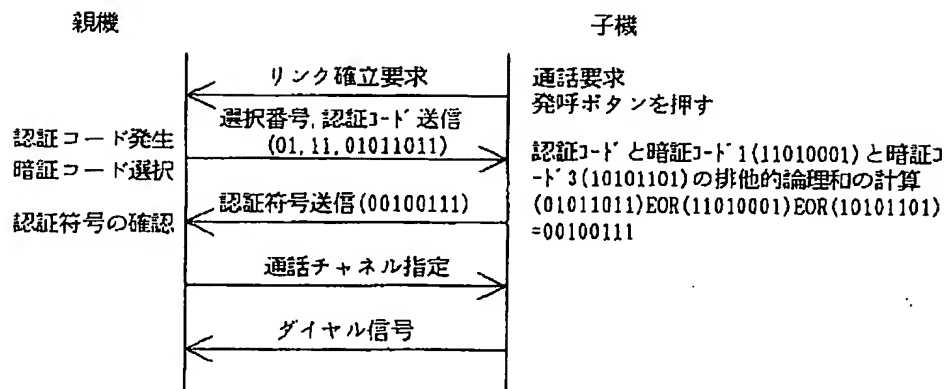 親機
子機
リンク確立要求
通話要求
発呼ボタンを押す
選択番号,認証コード送信
(01,11,01011011)
認証コード発生
暗証コード選択
認証コードと暗証コード1(11010001)と暗証コ
ード3(10101101)の排他的論理和の計算
(01011011)EOR(11010001)EOR(10101101)
=00100111
認証符号送信(00100111)
認証符号の確認
通話チャネル指定
ダイヤル信号